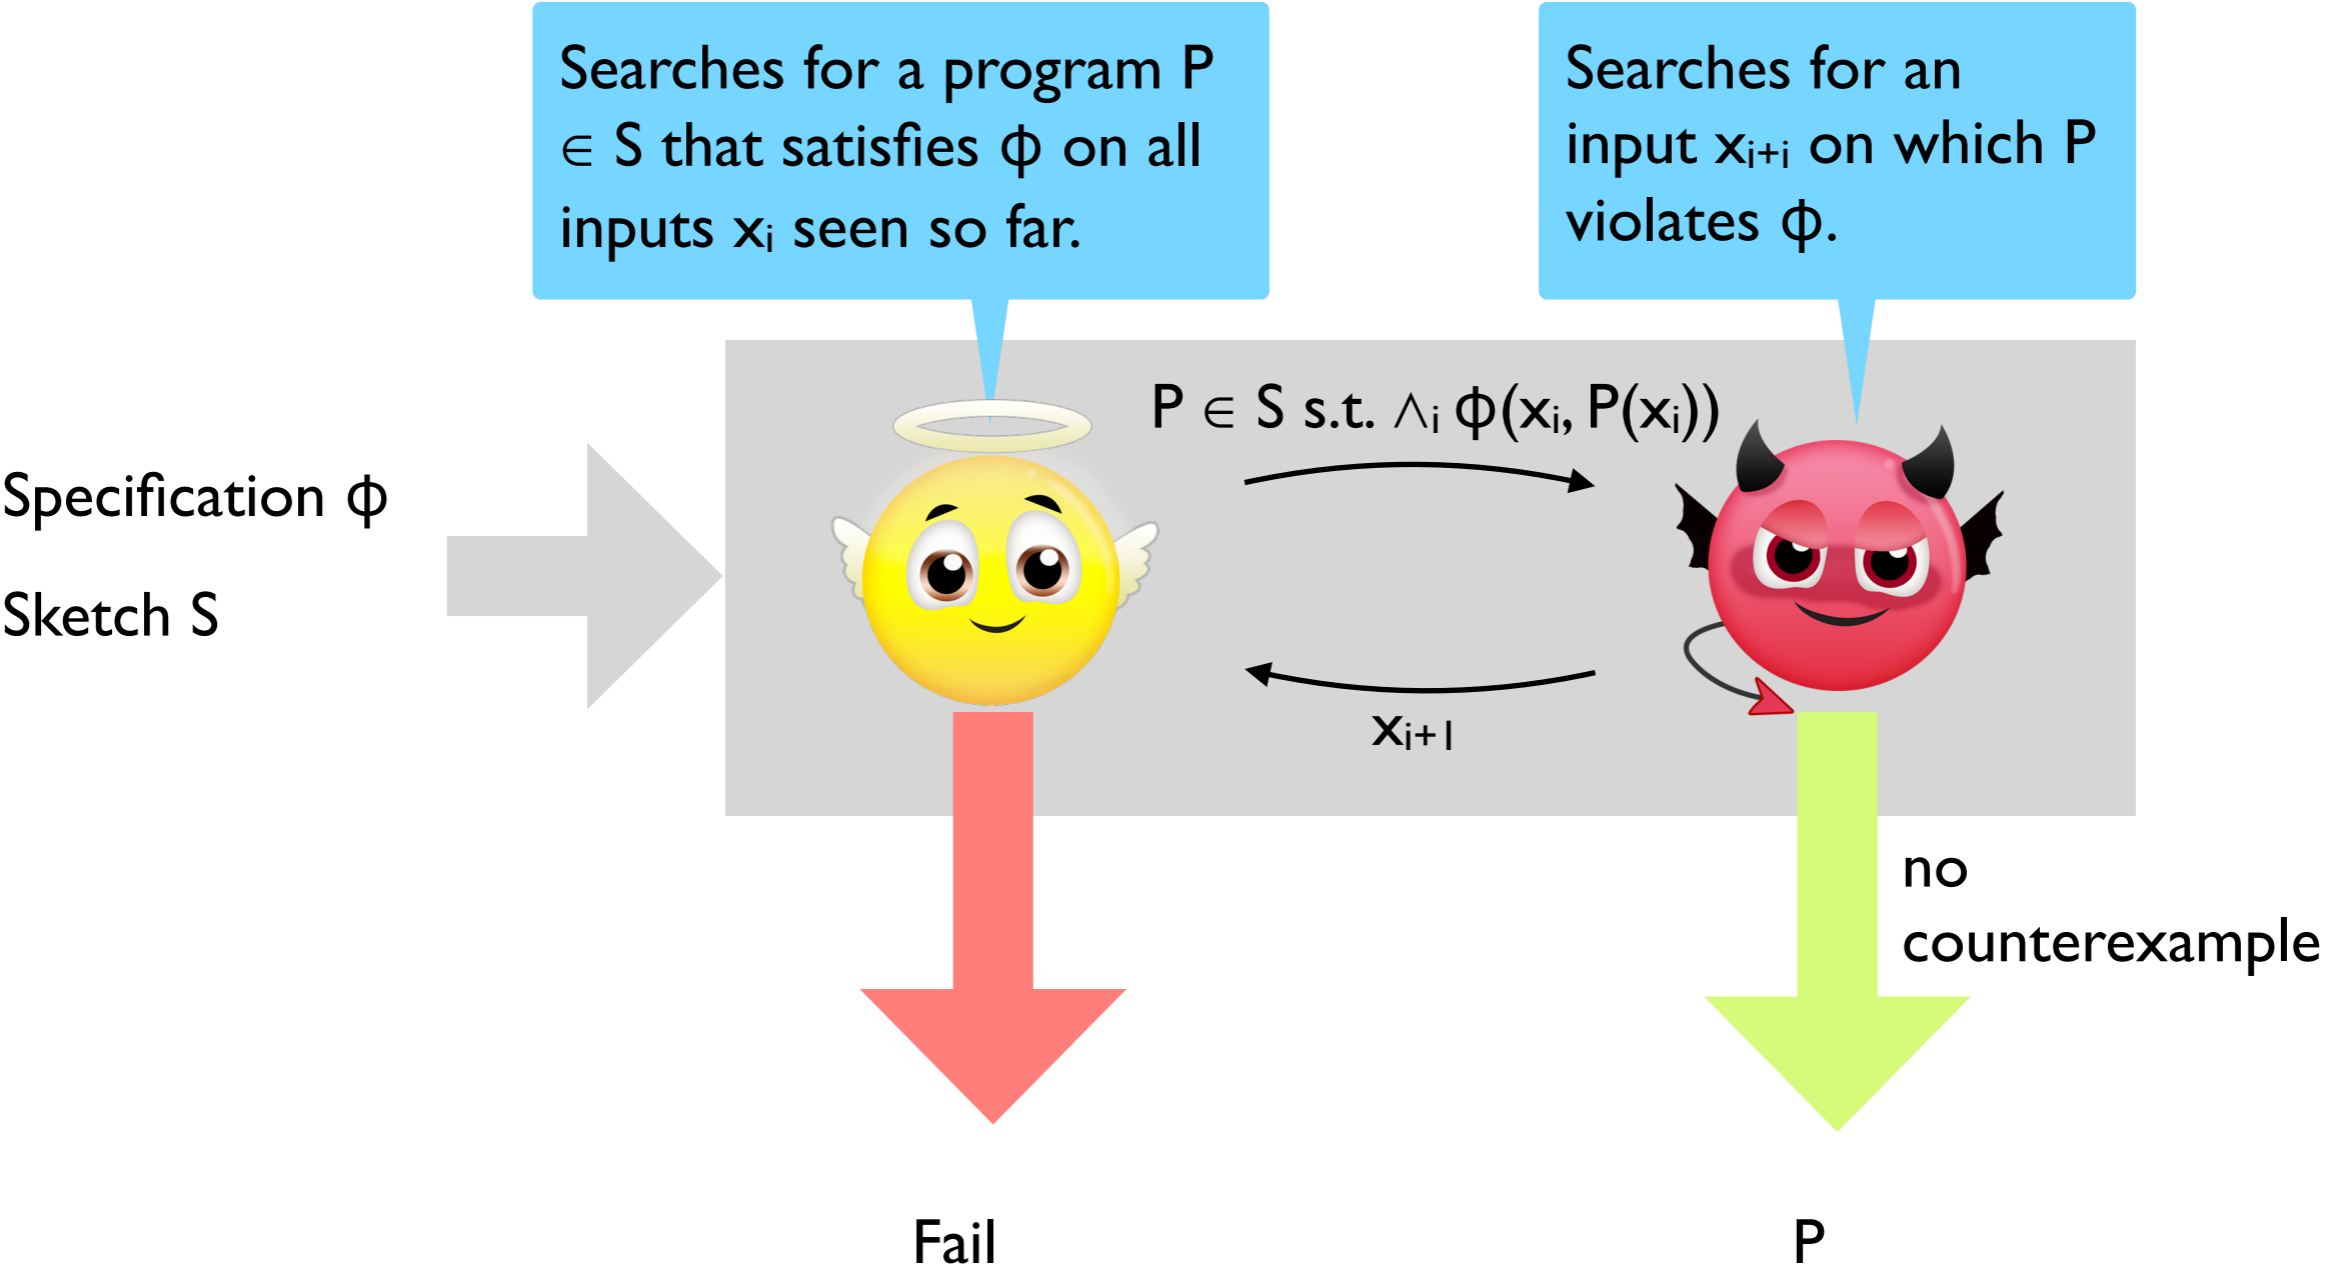 Searches for a program P
∈ S that satisfies ϕ on all
inputs xᵢ seen so far.
Searches for an
input xᵢ₊ᵢ on which P
violates ϕ.
P ∈ S s.t. ∧ᵢ ϕ(xᵢ, P(xᵢ))
Specification ϕ
Sketch S
xᵢ₊₁
no
counterexample
Fail
P